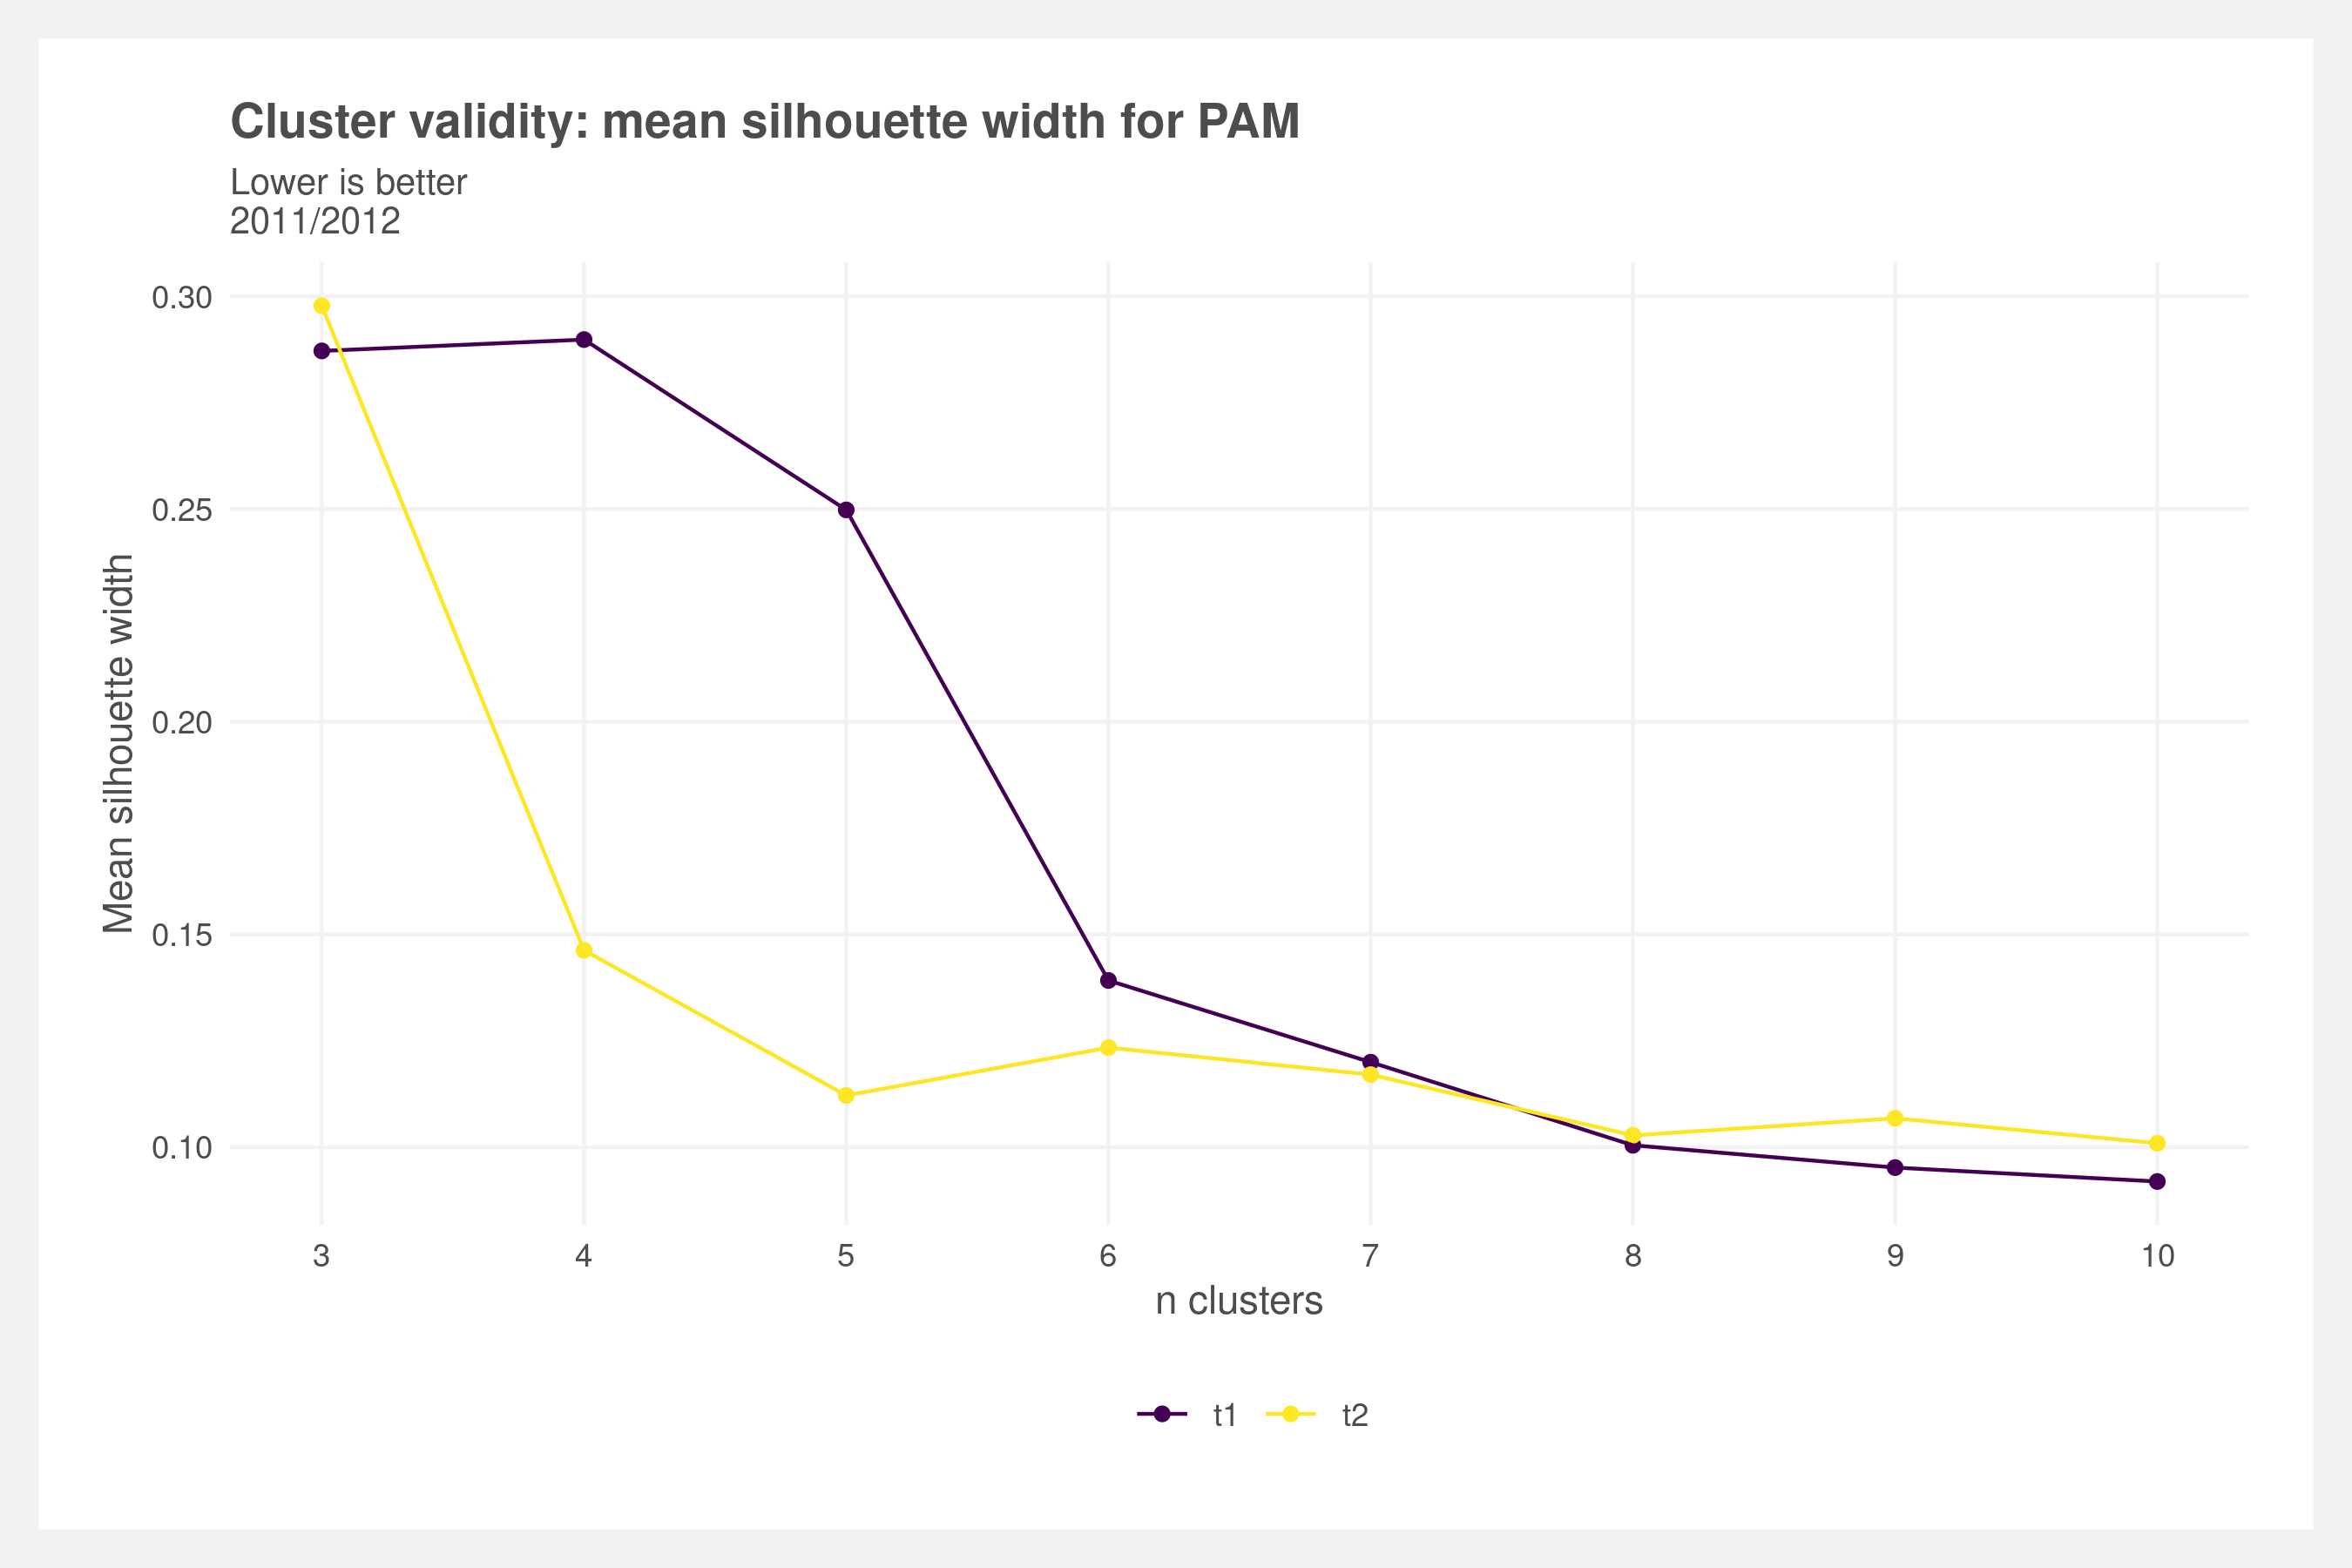 Cluster validity: mean silhouette width for PAM
Lower is better
2011/2012
0.30
0.25
0.20
0.15
0.10
Mean silhouette width
3 4 5 6 7 8 9 10
n clusters
t1 t2